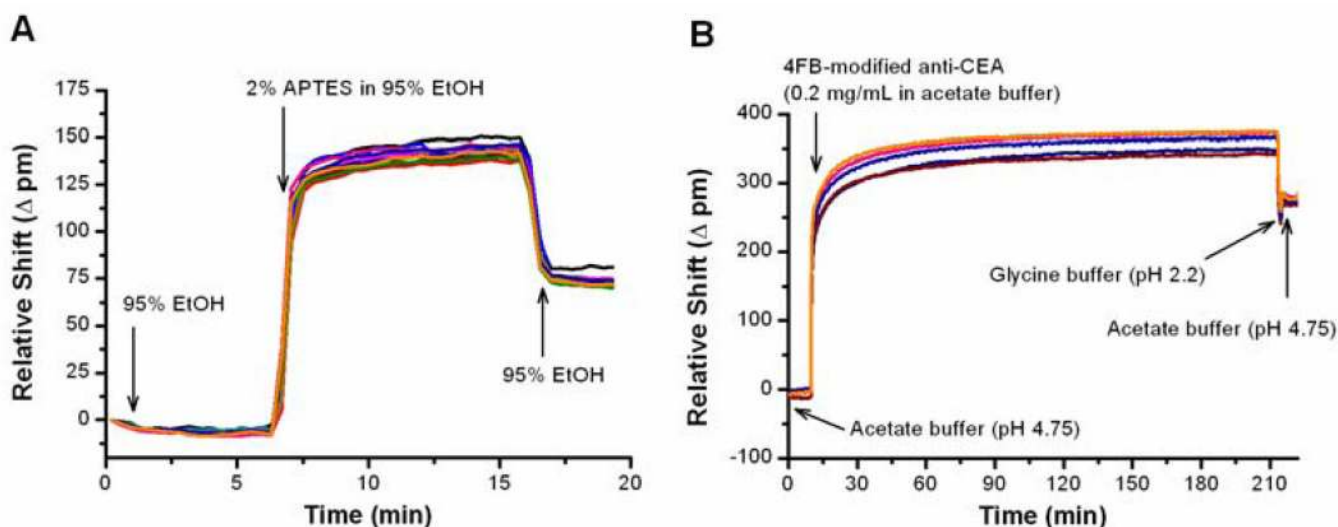 A
175
150
125
100
75
50
25
0
Relative Shift (Δ pm)
2% APTES in 95% EtOH
95% EtOH
95% EtOH
0
5
10
15
20
Time (min)
B
4FB-modified anti-CEA
(0.2 mg/mL in acetate buffer)
400
300
200
100
0
-100
Relative Shift (Δ pm)
Glycine buffer (pH 2.2)
Acetate buffer (pH 4.75)
Acetate buffer (pH 4.75)
0
30
60
90
120
150
180
210
Time (min)